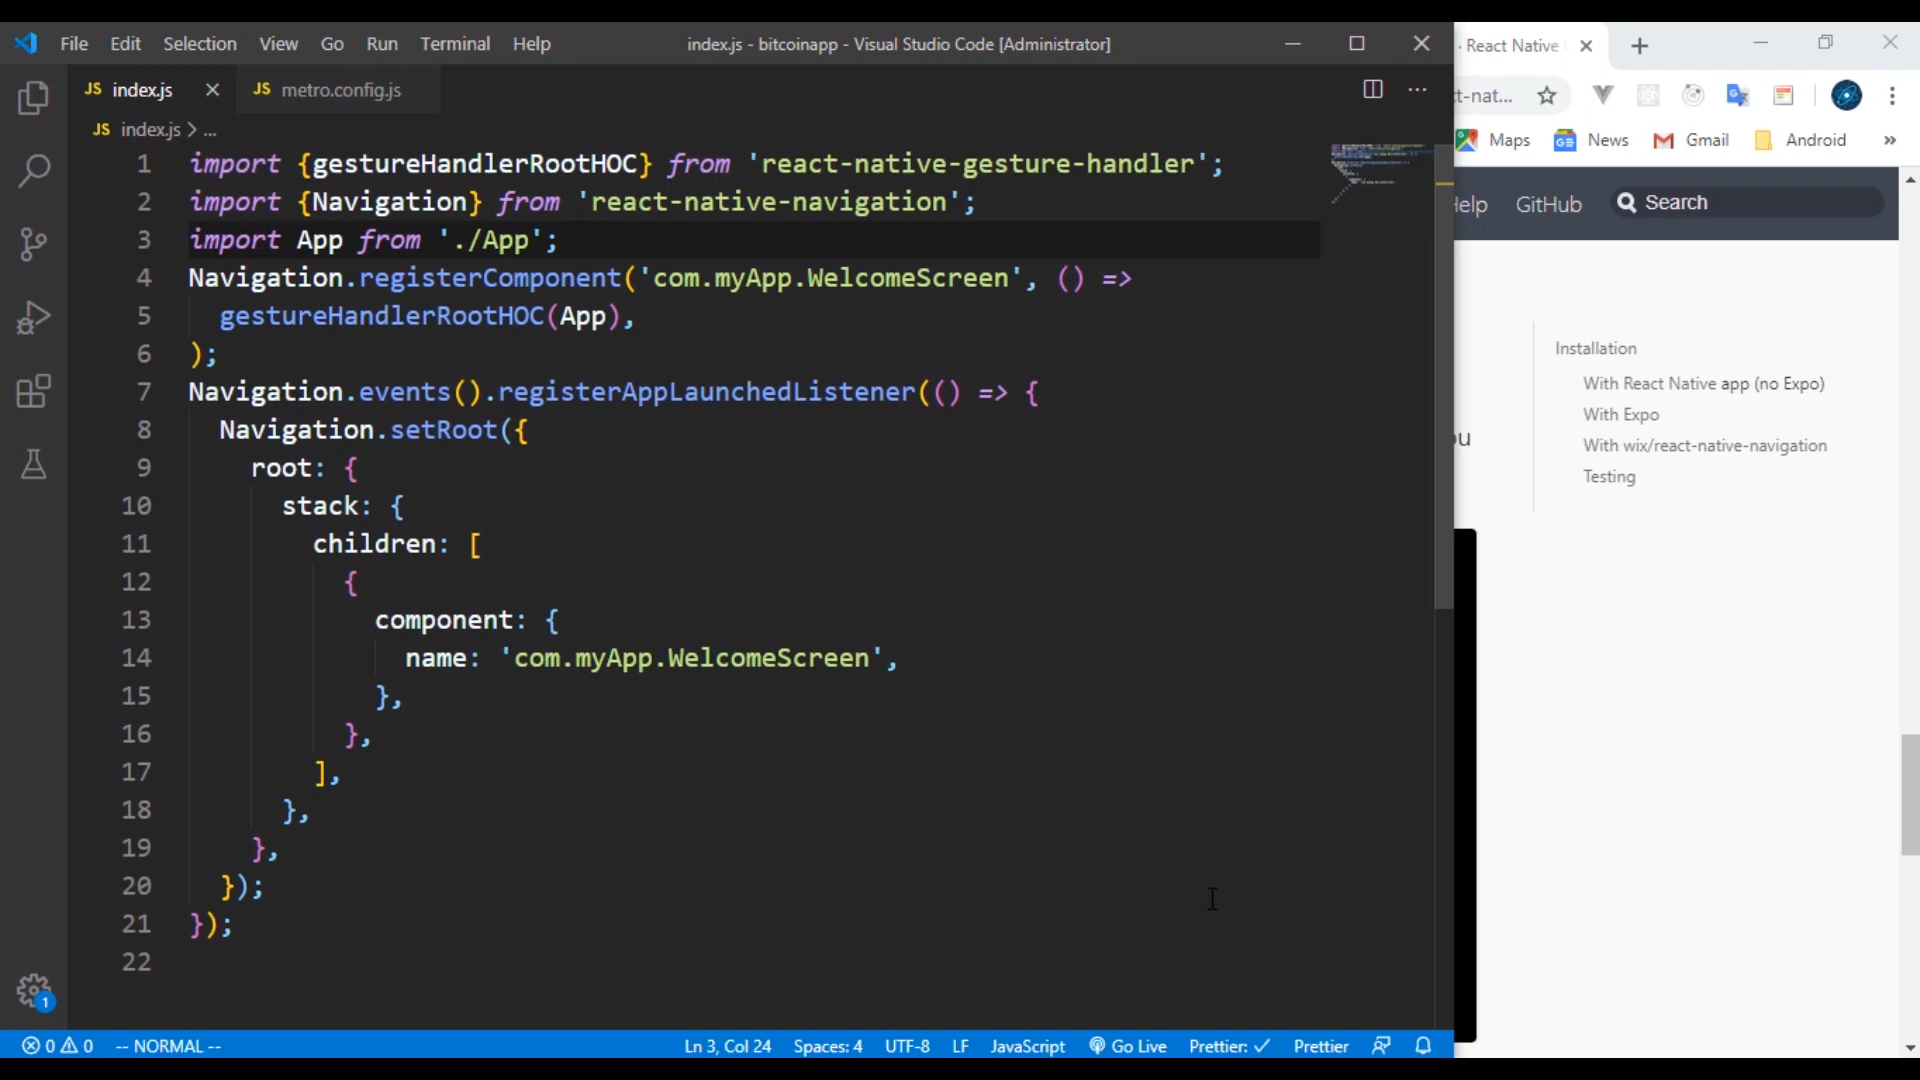 File Edit Selection View Go Run Terminal Help index.js - bitcoinapp - Visual Studio Code [Administrator]
JS index.js JS metro.config.js
JS index.js > ...
1 import {gestureHandlerRootHOC} from 'react-native-gesture-handler';
2 import {Navigation} from 'react-native-navigation';
3 import App from './App';
4 Navigation.registerComponent('com.myApp.WelcomeScreen', () =>
5 gestureHandlerRootHOC(App),
6 );
7 Navigation.events().registerAppLaunchedListener(() => {
8 Navigation.setRoot({
9 root: {
10 stack: {
11 children: [
12 {
13 component: {
14 name: 'com.myApp.WelcomeScreen',
15 },
16 },
17 ],
18 },
19 },
20 });
21 });
22
1
0 0 -- NORMAL -- Ln 3, Col 24 Spaces: 4 UTF-8 LF JavaScript Go Live Prettier: ✓ Prettier
· React Native
t-nat...
Maps News Gmail Android »
Help GitHub Search
Installation
With React Native app (no Expo)
With Expo
With wix/react-native-navigation
Testing